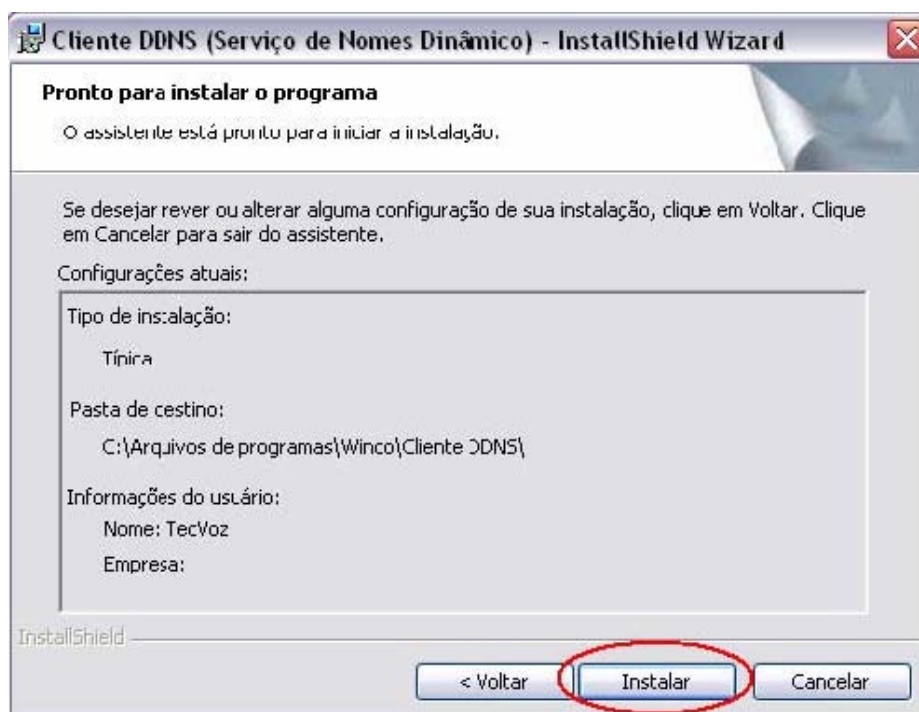 Cliente DDNS (Serviço de Nomes Dinâmico) - InstallShield Wizard
Pronto para instalar o programa
O assistente está pronto para iniciar a instalação.
Se desejar rever ou alterar alguma configuração de sua instalação, clique em Voltar. Clique
em Cancelar para sair do assistente.
Configurações atuais:
Tipo de instalação:
Típica
Pasta de destino:
C:\Arquivos de programas\Winco\Cliente DDNS\
Informações do usuário:
Nome: TecVoz
Empresa:
InstallShield
< Voltar Instalar Cancelar